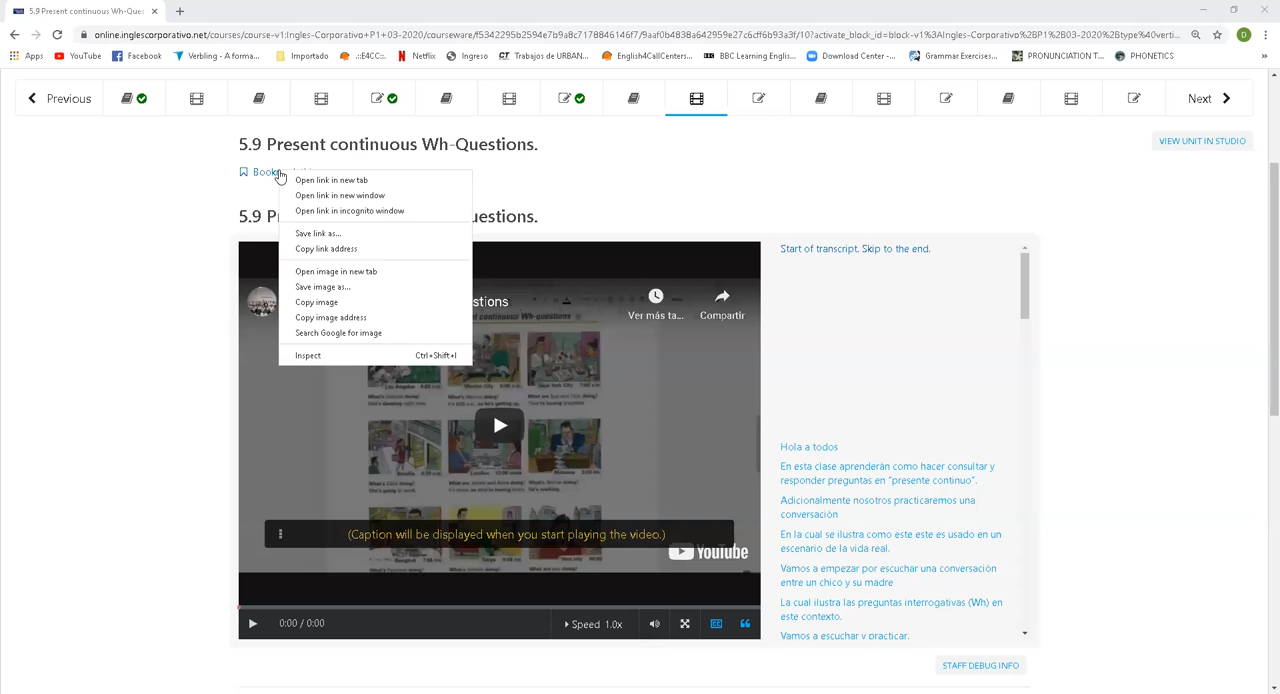 5.9 Present continuous Wh-Ques
online.inglescorporativo.net/courses/course-v1:Ingles-Corporativo+P1+03-2020/courseware/f5342295b2594e7b9a8c7178846146f7/9aaf0b4838a642959e27c6cff6b93a3f/10?activate_block_id=block-v1%3AIngles-Corporativo%2BP1%2B03-2020%2Btype%40verti...
D
Apps YouTube Facebook Verbling - A forma... Importado .::E4CC::. Netflix Ingreso Trabajos de URBAN... English4CallCenters... BBC Learning Englis... Download Center -... Grammar Exercises... PRONUNCIATION T... PHONETICS »
Previous Next
5.9 Present continuous Wh-Questions.
VIEW UNIT IN STUDIO
Open link in new tab
Open link in new window
Open link in incognito window
Save link as...
Copy link address
Open image in new tab
Save image as...
Copy image
Copy image address
Search Google for image
Inspect Ctrl+Shift+I
Ver más ta... Compartir
continuous Wh-questions
(Caption will be displayed when you start playing the video.)
YouTube
0:00 / 0:00 Speed 1.0x
Start of transcript. Skip to the end.
Hola a todos
En esta clase aprenderán como hacer consultar y
responder preguntas en "presente continuo".
Adicionalmente nosotros practicaremos una
conversación
En la cual se ilustra como este este es usado en un
escenario de la vida real.
Vamos a empezar por escuchar una conversación
entre un chico y su madre
La cual ilustra las preguntas interrogativas (Wh) en
este contexto.
Vamos a escuchar y practicar.
STAFF DEBUG INFO